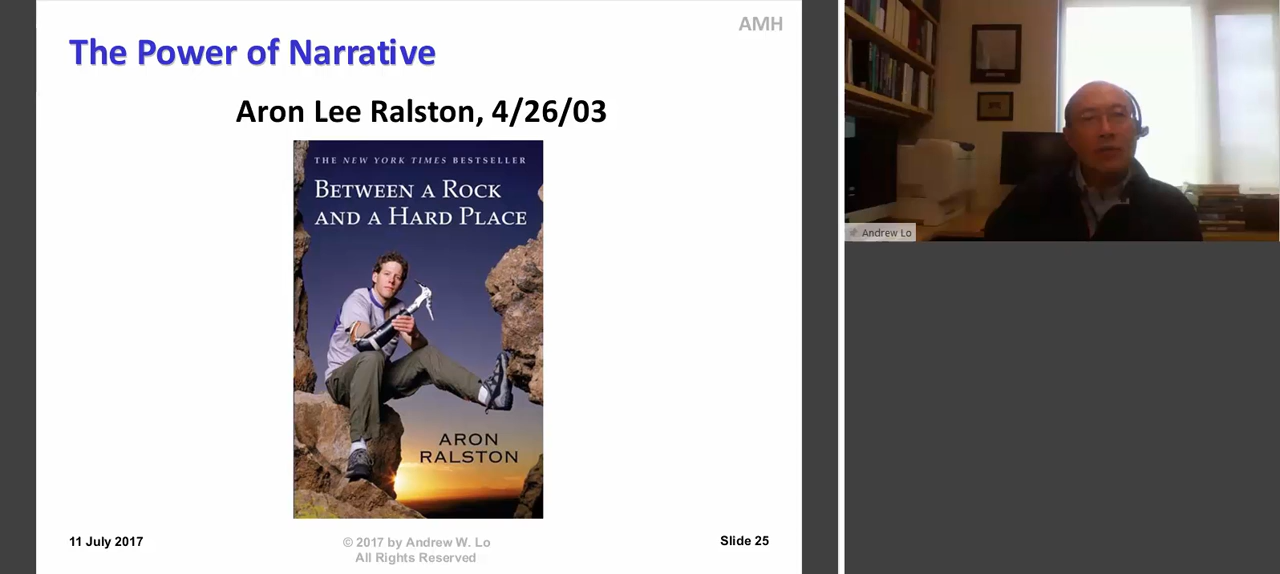 AMH
The Power of Narrative
Aron Lee Ralston, 4/26/03
THE NEW YORK TIMES BESTSELLER
BETWEEN A ROCK
AND A HARD PLACE
ARON
RALSTON
11 July 2017
© 2017 by Andrew W. Lo
All Rights Reserved
Slide 25
Andrew Lo